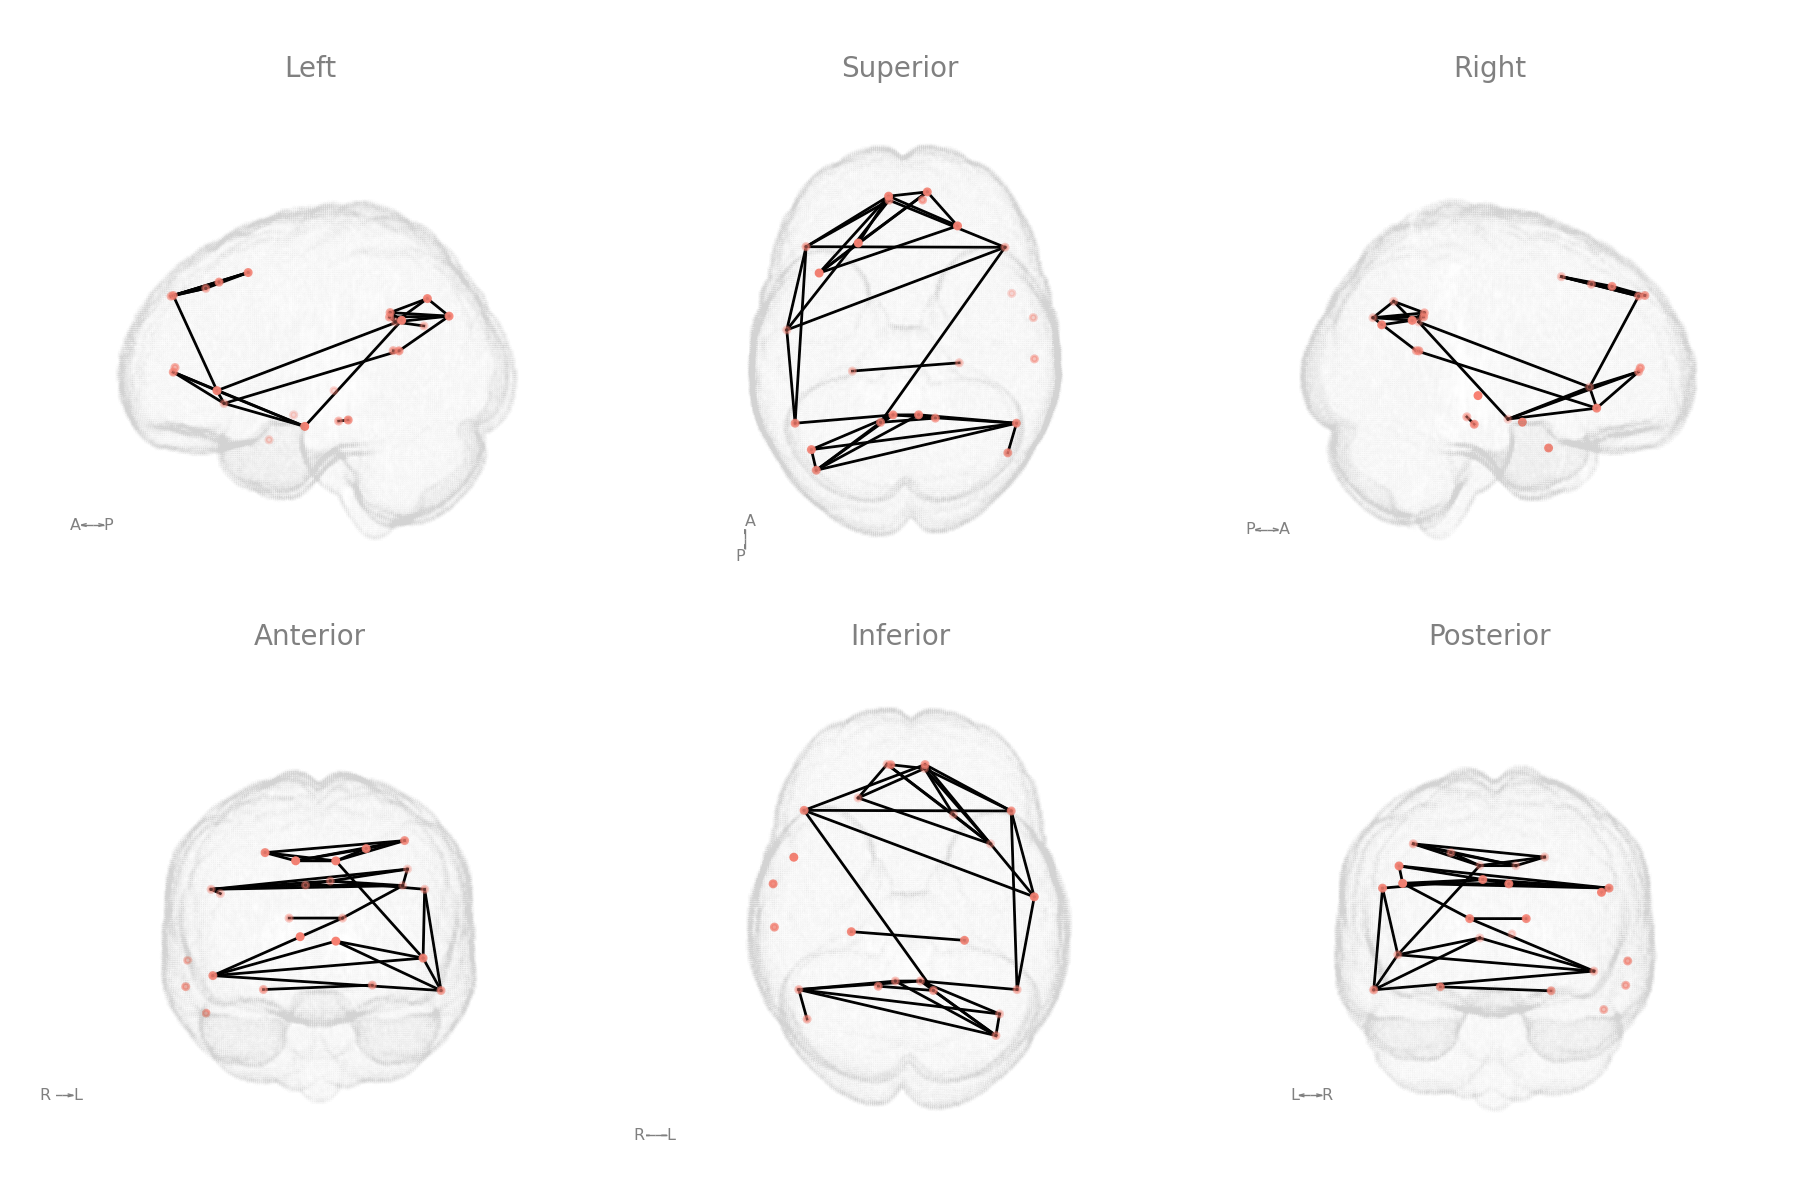 Left
Superior
Right
A P
A
P
P A
Anterior
Inferior
Posterior
R L
R L
L R